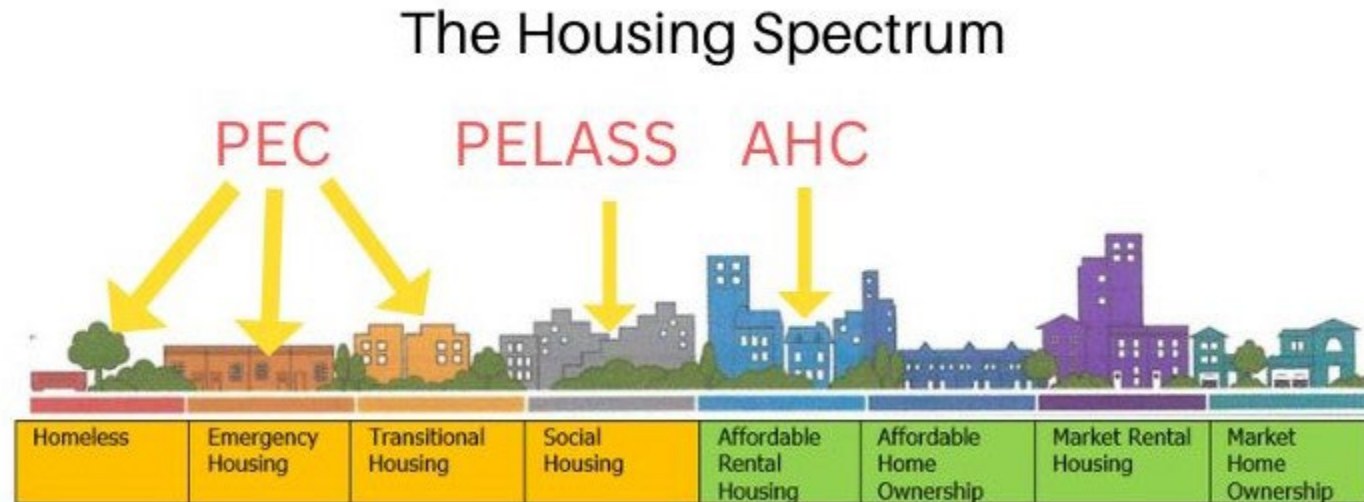 The Housing Spectrum
PEC PELASS AHC
Homeless
Emergency
Housing
Transitional
Housing
Social
Housing
Affordable
Rental
Housing
Affordable
Home
Ownership
Market Rental
Housing
Market
Home
Ownership